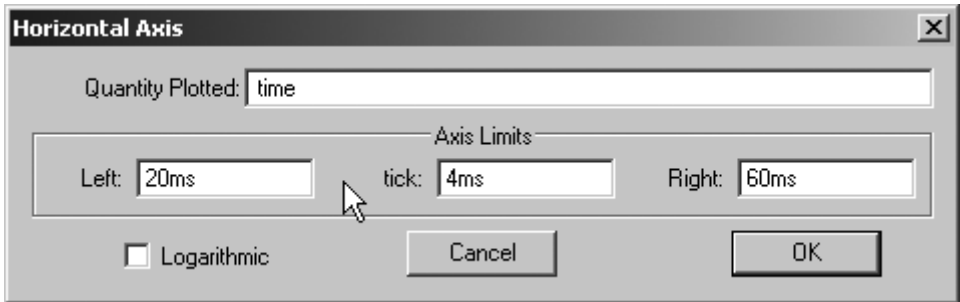 Horizontal Axis
Quantity Plotted: time
Axis Limits
Left: 20ms tick: 4ms Right: 60ms
Logarithmic Cancel OK